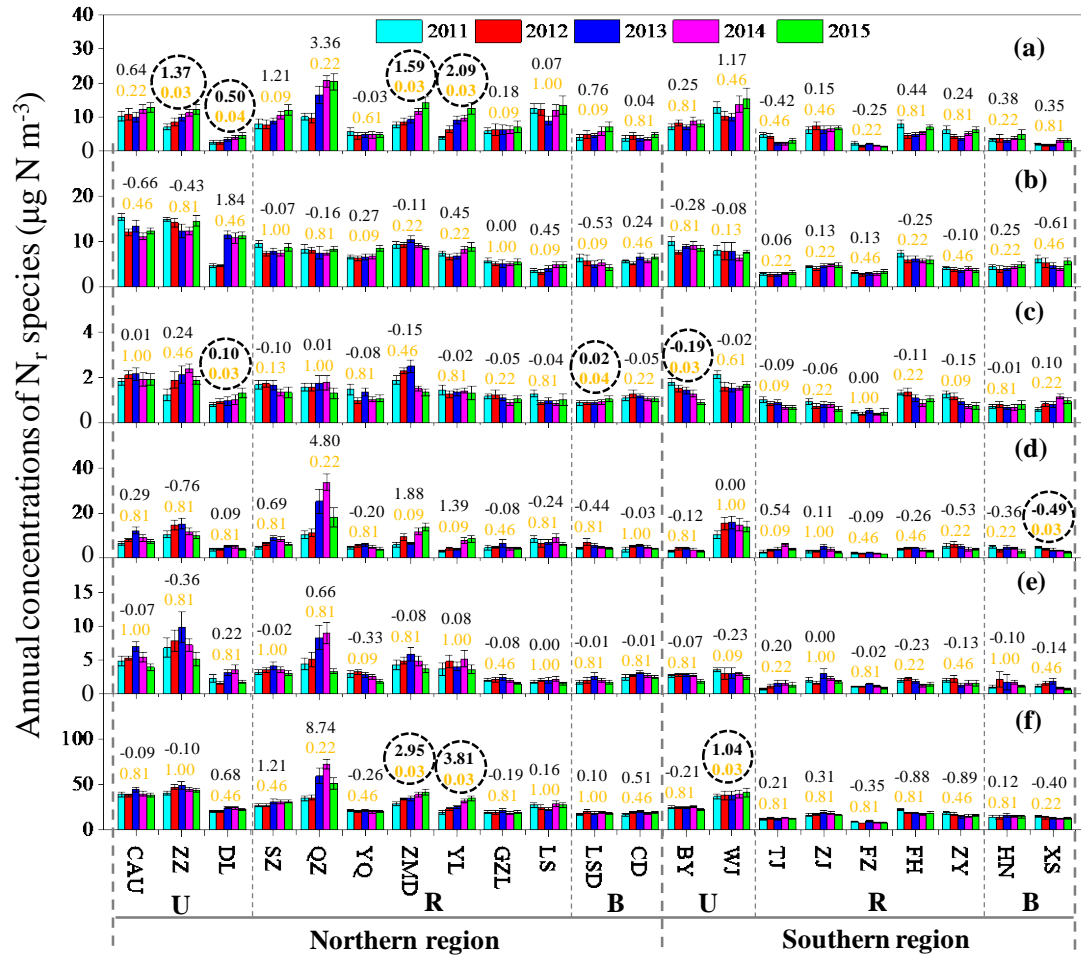 Annual concentrations of Nr species (µg N m⁻³)
2011 2012 2013 2014 2015
(a)
40
30
20
10
0
0.64 1.37 0.50 1.21 3.36 -0.03 1.59 2.09 0.18 0.07 0.76 0.04 0.25 1.17 -0.42 0.15 -0.25 0.44 0.24 0.38 0.35
0.22 0.03 0.04 0.09 0.22 0.61 0.03 0.03 0.09 1.00 0.09 0.81 0.81 0.46 0.46 0.46 0.22 0.81 0.81 0.22 0.81
(b)
20
10
0
-0.66 -0.43 1.84 -0.07 -0.16 0.27 -0.11 0.45 0.00 0.45 -0.53 0.24 -0.28 -0.08 0.06 0.13 0.13 -0.25 -0.10 0.25 -0.61
0.46 0.81 0.46 1.00 0.81 0.22 0.22 0.22 1.00 0.09 0.09 0.46 0.81 0.13 0.22 0.22 0.46 0.22 0.46 0.22 0.46
(c)
4
2
0
0.01 0.24 0.10 -0.10 0.01 -0.08 -0.15 -0.02 -0.05 -0.04 0.02 -0.05 -0.19 -0.02 -0.09 -0.06 0.00 -0.11 -0.15 -0.01 0.10
1.00 0.46 0.03 0.13 1.00 0.81 0.46 0.81 0.22 0.81 0.04 0.22 0.03 0.61 0.13 0.22 1.00 0.22 0.09 0.81 0.22
(d)
40
20
0
0.29 -0.76 0.09 0.69 4.80 -0.20 1.88 1.39 -0.08 -0.24 -0.44 -0.03 -0.12 0.00 0.54 0.11 -0.09 -0.26 -0.53 -0.36 -0.49
0.81 0.81 0.81 0.81 0.22 0.81 0.09 0.09 0.46 0.81 0.81 1.00 0.81 1.00 0.09 1.00 0.46 0.46 0.22 0.22 0.03
(e)
15
10
5
0
-0.07 -0.36 0.22 -0.02 0.66 -0.33 -0.08 0.08 -0.08 0.00 -0.01 -0.01 -0.07 -0.23 0.20 0.00 -0.02 -0.23 -0.13 -0.10 -0.14
1.00 0.81 0.81 1.00 0.81 0.09 0.81 1.00 0.46 1.00 0.81 0.81 0.81 0.09 0.22 1.00 0.81 0.22 0.46 1.00 0.46
(f)
100
50
0
-0.09 -0.10 0.68 1.21 8.74 -0.26 2.95 3.81 -0.19 0.16 0.10 0.51 -0.21 1.04 0.21 0.31 -0.35 -0.88 -0.89 0.12 -0.40
0.81 1.00 0.46 0.46 0.22 0.46 0.03 0.03 0.81 1.00 1.00 0.46 0.81 0.03 0.81 0.81 0.22 0.81 0.46 0.81 0.22
CAU ZZ DL SZ QZ YQ ZMD YL GZL LS LSD CD BY WJ TJ ZJ FZ FH ZY HN XS
U R B U R B
Northern region Southern region